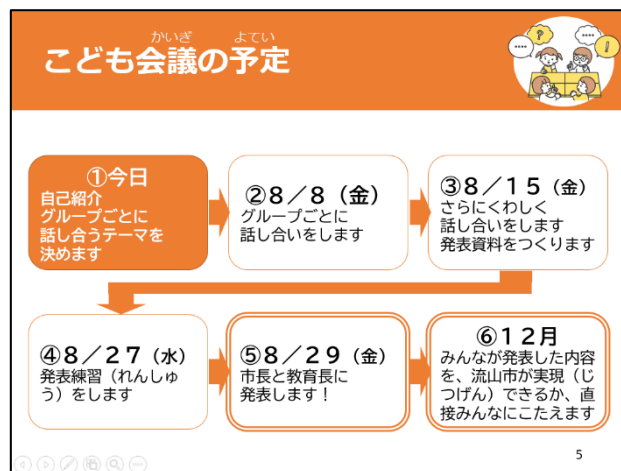 かいぎ よてい
こども会議の予定
?
....
....
!
①今日
自己紹介
グループごとに
話し合うテーマを
決めます
②8／8（金）
グループごとに
話し合いをします
③8／15（金）
さらにくわしく
話し合いをします
発表資料をつくります
④8／27（水）
発表練習（れんしゅ
う）をします
⑤8／29（金）
市長と教育長に
発表します！
⑥12月
みんなが発表した内容
を、流山市が実現（じ
つげん）できるか、直
接みんなにこたえます
5